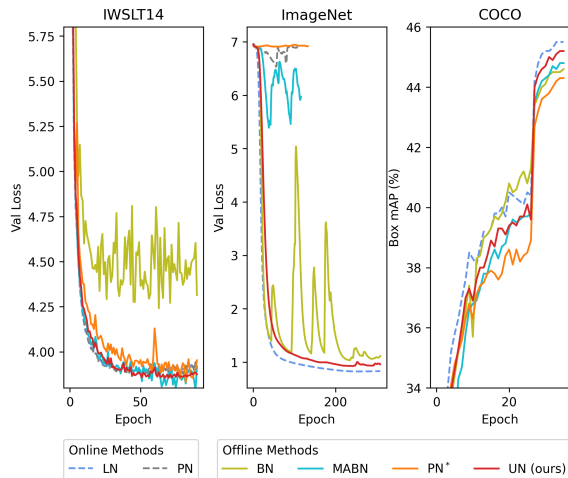 IWSLT14
ImageNet
COCO
5.75
5.50
5.25
5.00
4.75
4.50
4.25
4.00
Val Loss
0
50
Epoch
7
6
5
4
3
2
1
Val Loss
0
200
Epoch
46
44
42
40
38
36
34
Box mAP (%)
0
20
Epoch
Online Methods
LN
PN
Offline Methods
BN
MABN
PN*
UN (ours)